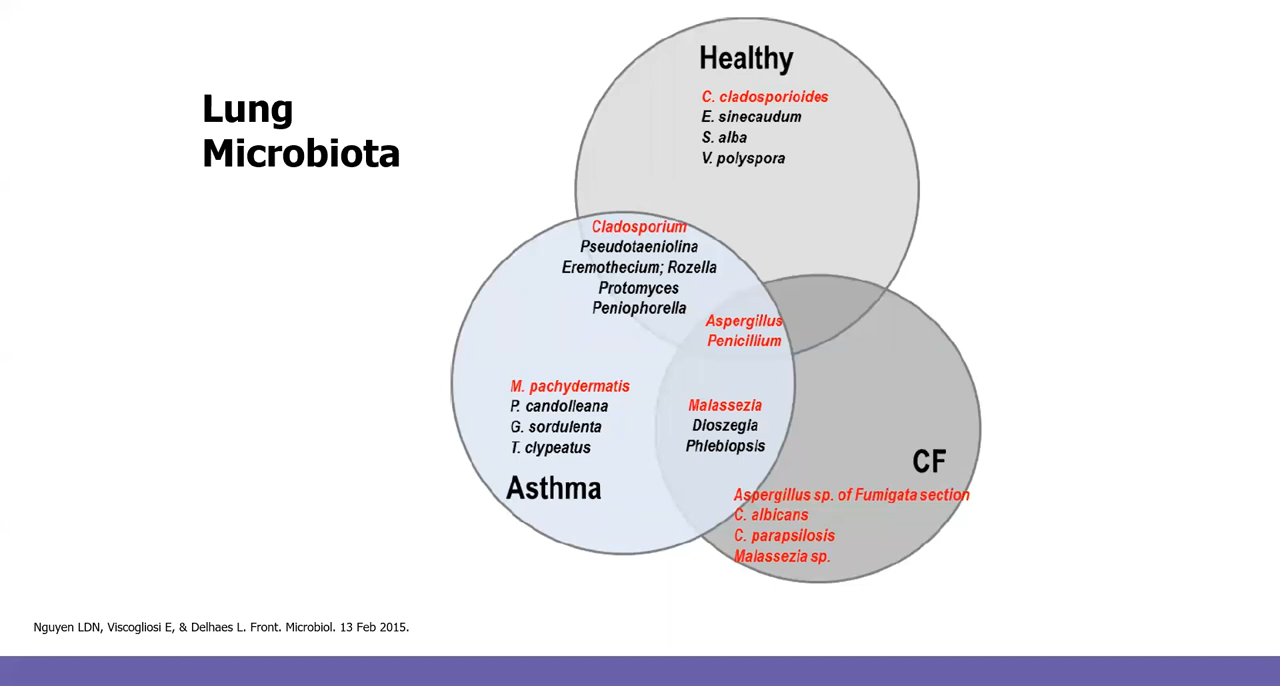 Lung
Microbiota
Healthy
C. cladosporioides
E. sinecaudum
S. alba
V. polyspora
Cladosporium
Pseudotaeniolina
Eremothecium; Rozella
Protomyces
Peniophorella
Aspergillus
Penicillium
M. pachydermatis
P. candolleana
G. sordulenta
T. clypeatus
Asthma
Malassezia
Dioszegia
Phlebiopsis
CF
Aspergillus sp. of Fumigata section
C. albicans
C. parapsilosis
Malassezia sp.
Nguyen LDN, Viscogliosi E, & Delhaes L. Front. Microbiol. 13 Feb 2015.